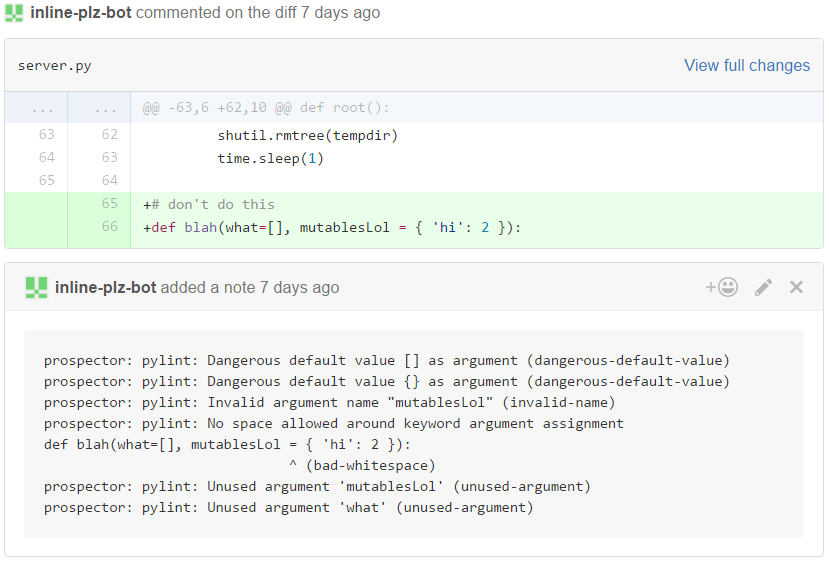 inline-plz-bot commented on the diff 7 days ago
server.py View full changes
... ... @@ -63,6 +62,10 @@ def root():
63 62 shutil.rmtree(tempdir)
64 63 time.sleep(1)
65 64
65 +# don't do this
66 +def blah(what=[], mutablesLol = { 'hi': 2 }):
inline-plz-bot added a note 7 days ago
prospector: pylint: Dangerous default value [] as argument (dangerous-default-value)
prospector: pylint: Dangerous default value {} as argument (dangerous-default-value)
prospector: pylint: Invalid argument name "mutablesLol" (invalid-name)
prospector: pylint: No space allowed around keyword argument assignment
def blah(what=[], mutablesLol = { 'hi': 2 }):
^ (bad-whitespace)
prospector: pylint: Unused argument 'mutablesLol' (unused-argument)
prospector: pylint: Unused argument 'what' (unused-argument)